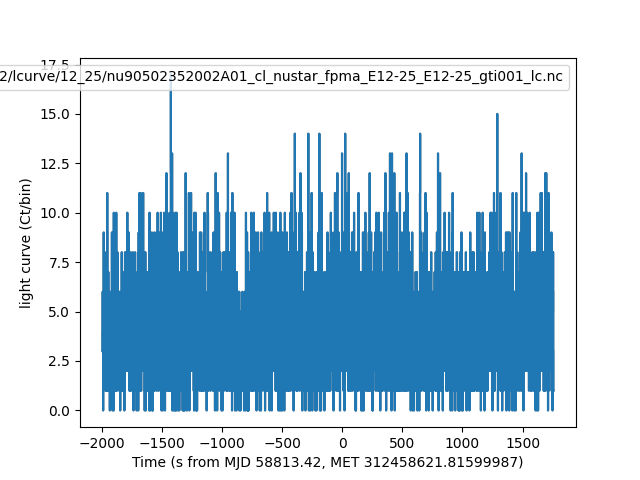 17.5
2/lcurve/12_25/nu90502352002A01_cl_nustar_fpma_E12-25_E12-25_gti001_lc.nc
15.0
12.5
10.0
7.5
5.0
2.5
0.0
light curve (Ct/bin)
−2000 −1500 −1000 −500 0 500 1000 1500
Time (s from MJD 58813.42, MET 312458621.81599987)